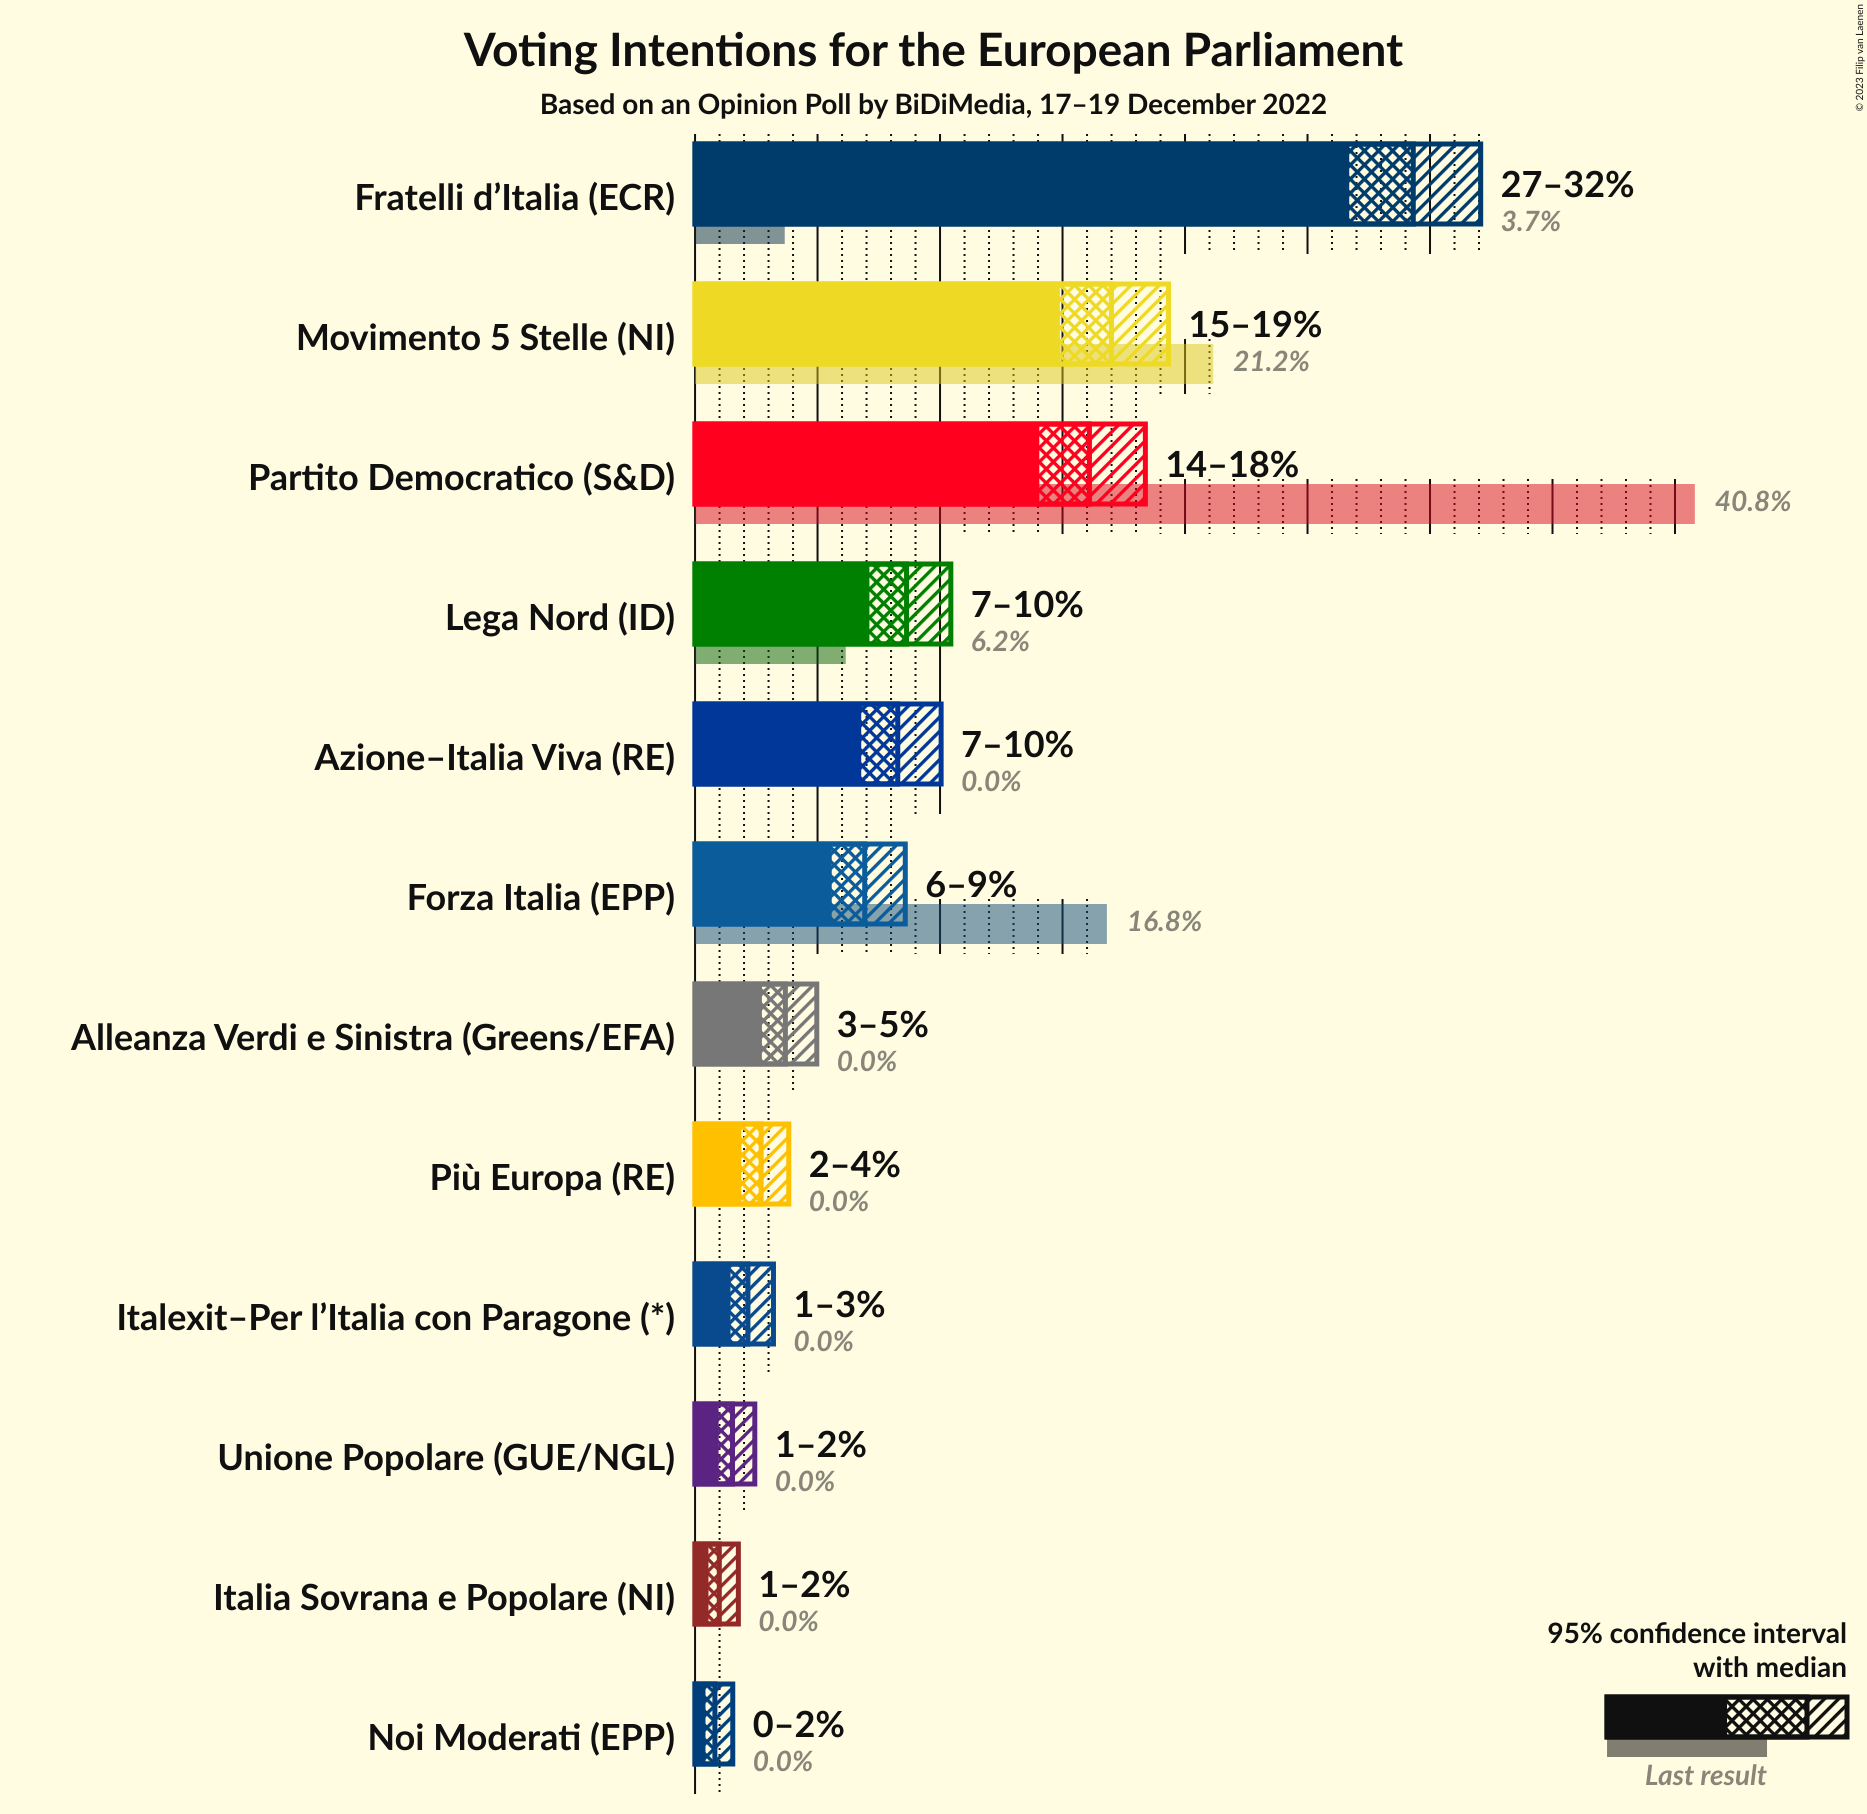 Voting Intentions for the European Parliament
Based on an Opinion Poll by BiDiMedia, 17–19 December 2022
© 2023 Filip van Laenen
Fratelli d’Italia (ECR)
27–32%
3.7%
Movimento 5 Stelle (NI)
15–19%
21.2%
Partito Democratico (S&D)
14–18%
40.8%
Lega Nord (ID)
7–10%
6.2%
Azione–Italia Viva (RE)
7–10%
0.0%
Forza Italia (EPP)
6–9%
16.8%
Alleanza Verdi e Sinistra (Greens/EFA)
3–5%
0.0%
Più Europa (RE)
2–4%
0.0%
Italexit–Per l’Italia con Paragone (*)
1–3%
0.0%
Unione Popolare (GUE/NGL)
1–2%
0.0%
Italia Sovrana e Popolare (NI)
1–2%
0.0%
Noi Moderati (EPP)
0–2%
0.0%
95% confidence interval
with median
Last result